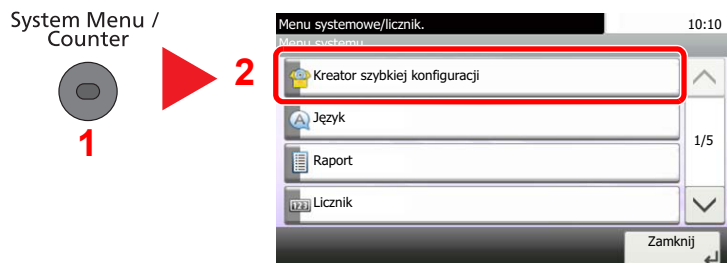 System Menu /
Counter
1
2
Menu systemowe/licznik.
10:10
Menu systemu
Kreator szybkiej konfiguracji
Język
1/5
Raport
123 Licznik
Zamknij